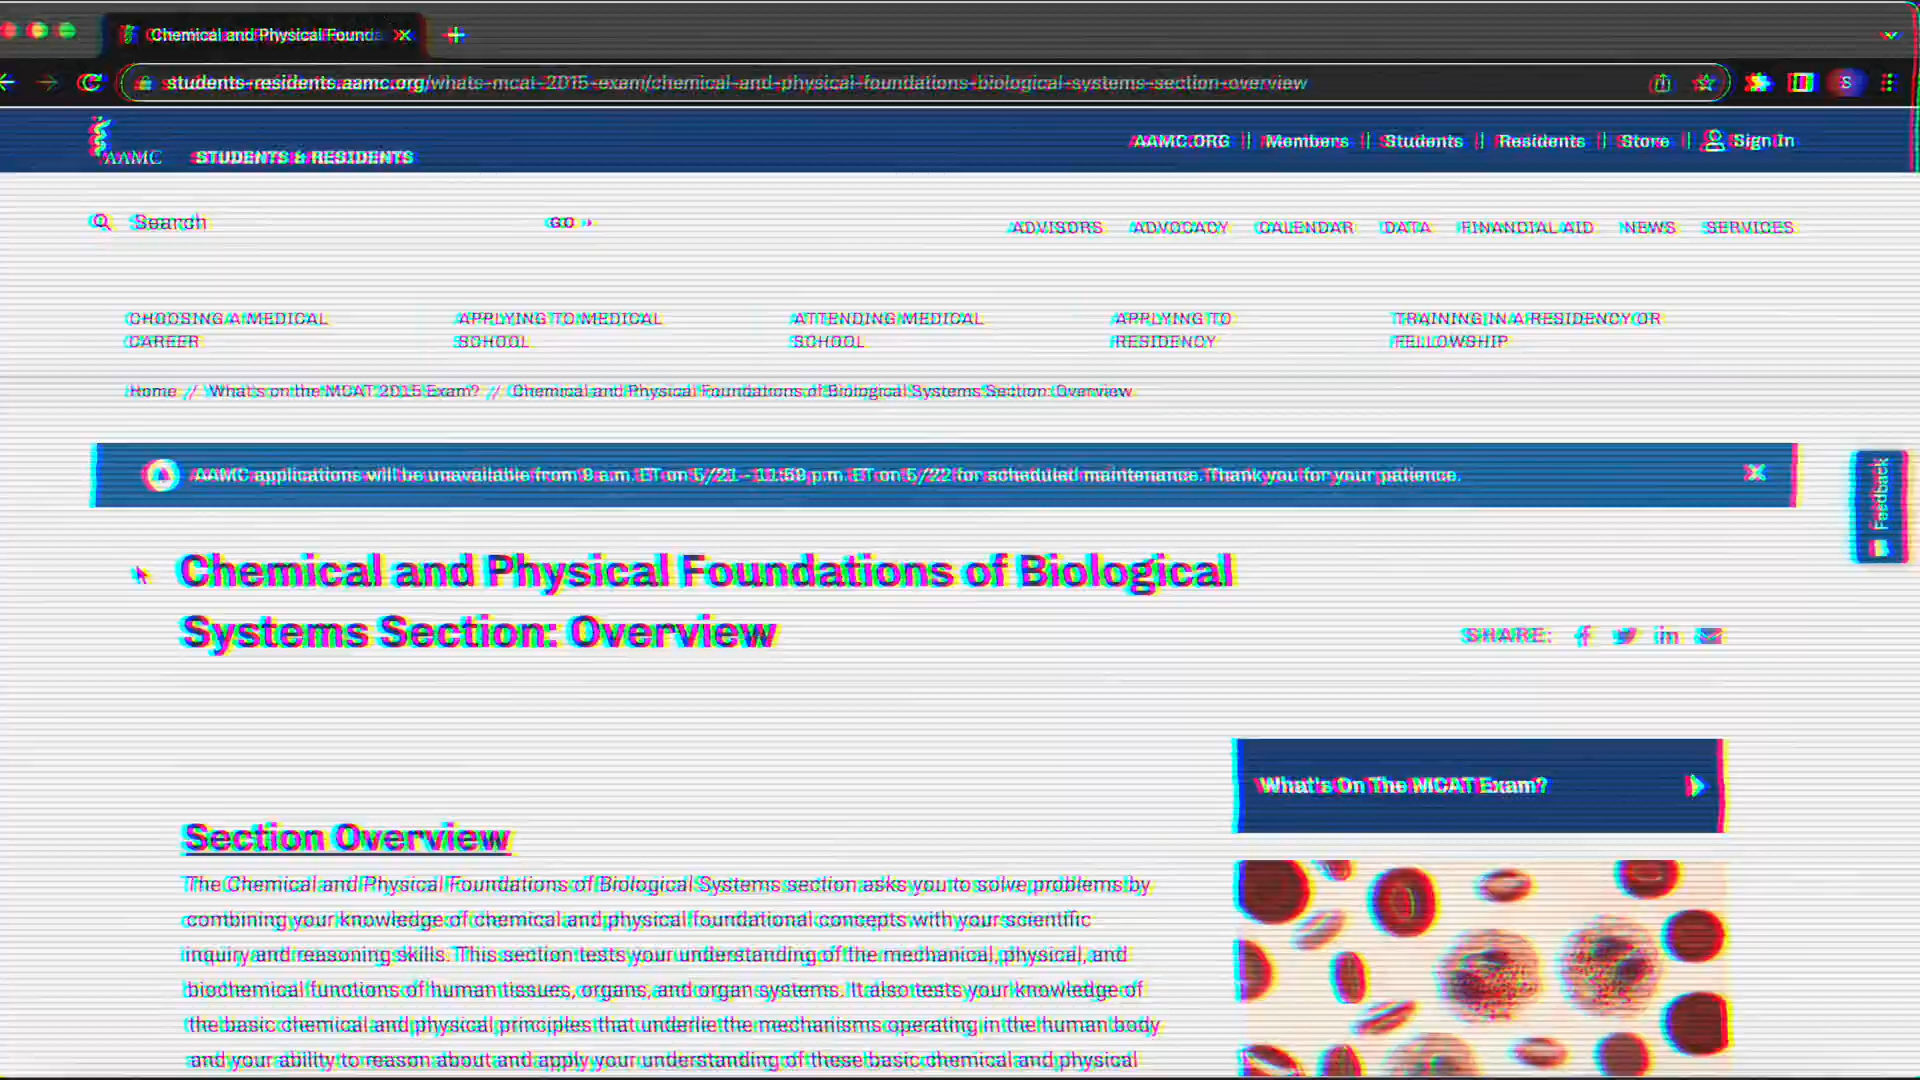 Chemical and Physical Founda
students-residents.aamc.org/whats-mcat-2015-exam/chemical-and-physical-foundations-biological-systems-section-overview
S
AAMC STUDENTS & RESIDENTS
AAMC.ORG | Members | Students | Residents | Store | Sign In
Search GO
ADVISORS ADVOCACY CALENDAR DATA FINANCIAL AID NEWS SERVICES
CHOOSING A MEDICAL CAREER
APPLYING TO MEDICAL SCHOOL
ATTENDING MEDICAL SCHOOL
APPLYING TO RESIDENCY
TRAINING IN A RESIDENCY OR FELLOWSHIP
Home // What's on the MCAT 2015 Exam? // Chemical and Physical Foundations of Biological Systems Section: Overview
AAMC applications will be unavailable from 9 a.m. ET on 5/21 - 11:59 p.m. ET on 5/22 for scheduled maintenance. Thank you for your patience.
Feedback
Chemical and Physical Foundations of Biological
Systems Section: Overview
SHARE:
What's On The MCAT Exam?
Section Overview
The Chemical and Physical Foundations of Biological Systems section asks you to solve problems by
combining your knowledge of chemical and physical foundational concepts with your scientific
inquiry and reasoning skills. This section tests your understanding of the mechanical, physical, and
biochemical functions of human tissues, organs, and organ systems. It also tests your knowledge of
the basic chemical and physical principles that underlie the mechanisms operating in the human body
and your ability to reason about and apply your understanding of these basic chemical and physical